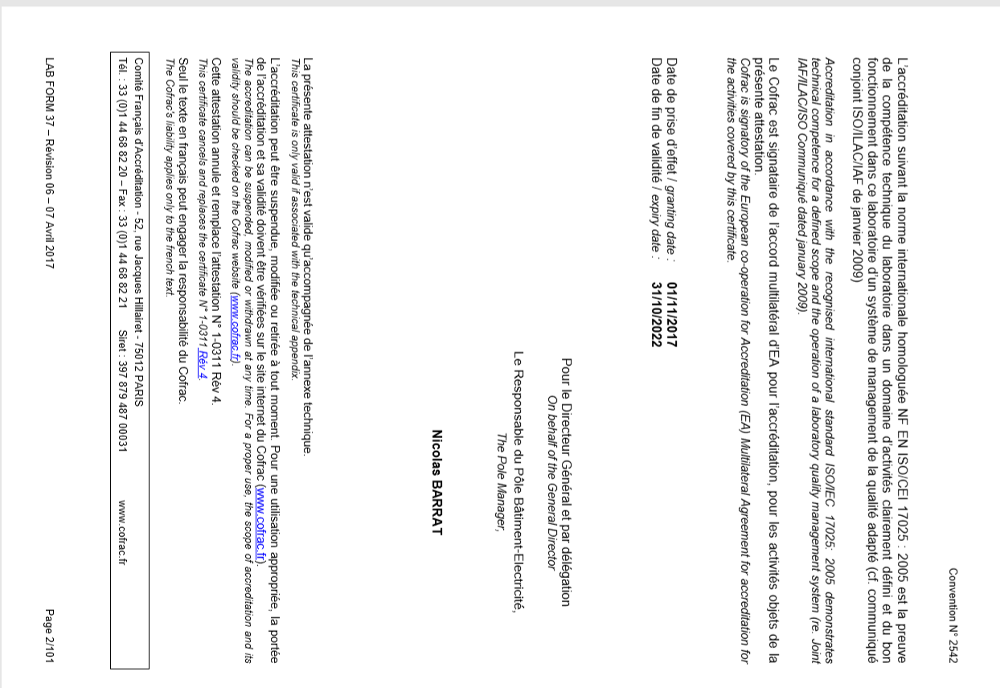 Convention N° 2542
L'accréditation suivant la norme internationale homologuée NF EN ISO/CEI 17025 : 2005 est la preuve
de la compétence technique du laboratoire dans un domaine d'activités clairement défini et du bon
fonctionnement dans ce laboratoire d'un système de management de la qualité adapté (cf. communiqué
conjoint ISO/ILAC/IAF de janvier 2009)
Accreditation in accordance with the recognised international standard ISO/IEC 17025: 2005 demonstrates
technical competence for a defined scope and the operation of a laboratory quality management system (re. Joint
IAF/ILAC/ISO Communiqué dated january 2009).
Le Cofrac est signataire de l'accord multilatéral d'EA pour l'accréditation, pour les activités objets de la
présente attestation.
Cofrac is signatory of the European co-operation for Accreditation (EA) Multilateral Agreement for accreditation for
the activities covered by this certificate.
Date de prise d'effet / granting date : 01/11/2017
Date de fin de validité / expiry date : 31/10/2022
Pour le Directeur Général et par délégation
On behalf of the General Director
Le Responsable du Pôle Bâtiment-Electricité,
The Pole Manager,
Nicolas BARRAT
La présente attestation n'est valide qu'accompagnée de l'annexe technique.
This certificate is only valid if associated with the technical appendix.
L'accréditation peut être suspendue, modifiée ou retirée à tout moment. Pour une utilisation appropriée, la portée
de l'accréditation et sa validité doivent être vérifiées sur le site internet du Cofrac (www.cofrac.fr).
The accreditation can be suspended, modified or withdrawn at any time. For a proper use, the scope of accreditation and its
validity should be checked on the Cofrac website (www.cofrac.fr).
Cette attestation annule et remplace l'attestation N° 1-0311 Rév 4.
This certificate cancels and replaces the certificate N° 1-0311 Rév 4.
Seul le texte en français peut engager la responsabilité du Cofrac.
The Cofrac's liability applies only to the french text.
Comité Français d'Accréditation - 52, rue Jacques Hillairet - 75012 PARIS
Tél. : 33 (0)1 44 68 82 20 – Fax : 33 (0)1 44 68 82 21 Siret : 397 879 487 00031 www.cofrac.fr
LAB FORM 37 – Révision 06 – 07 Avril 2017 Page 2/101